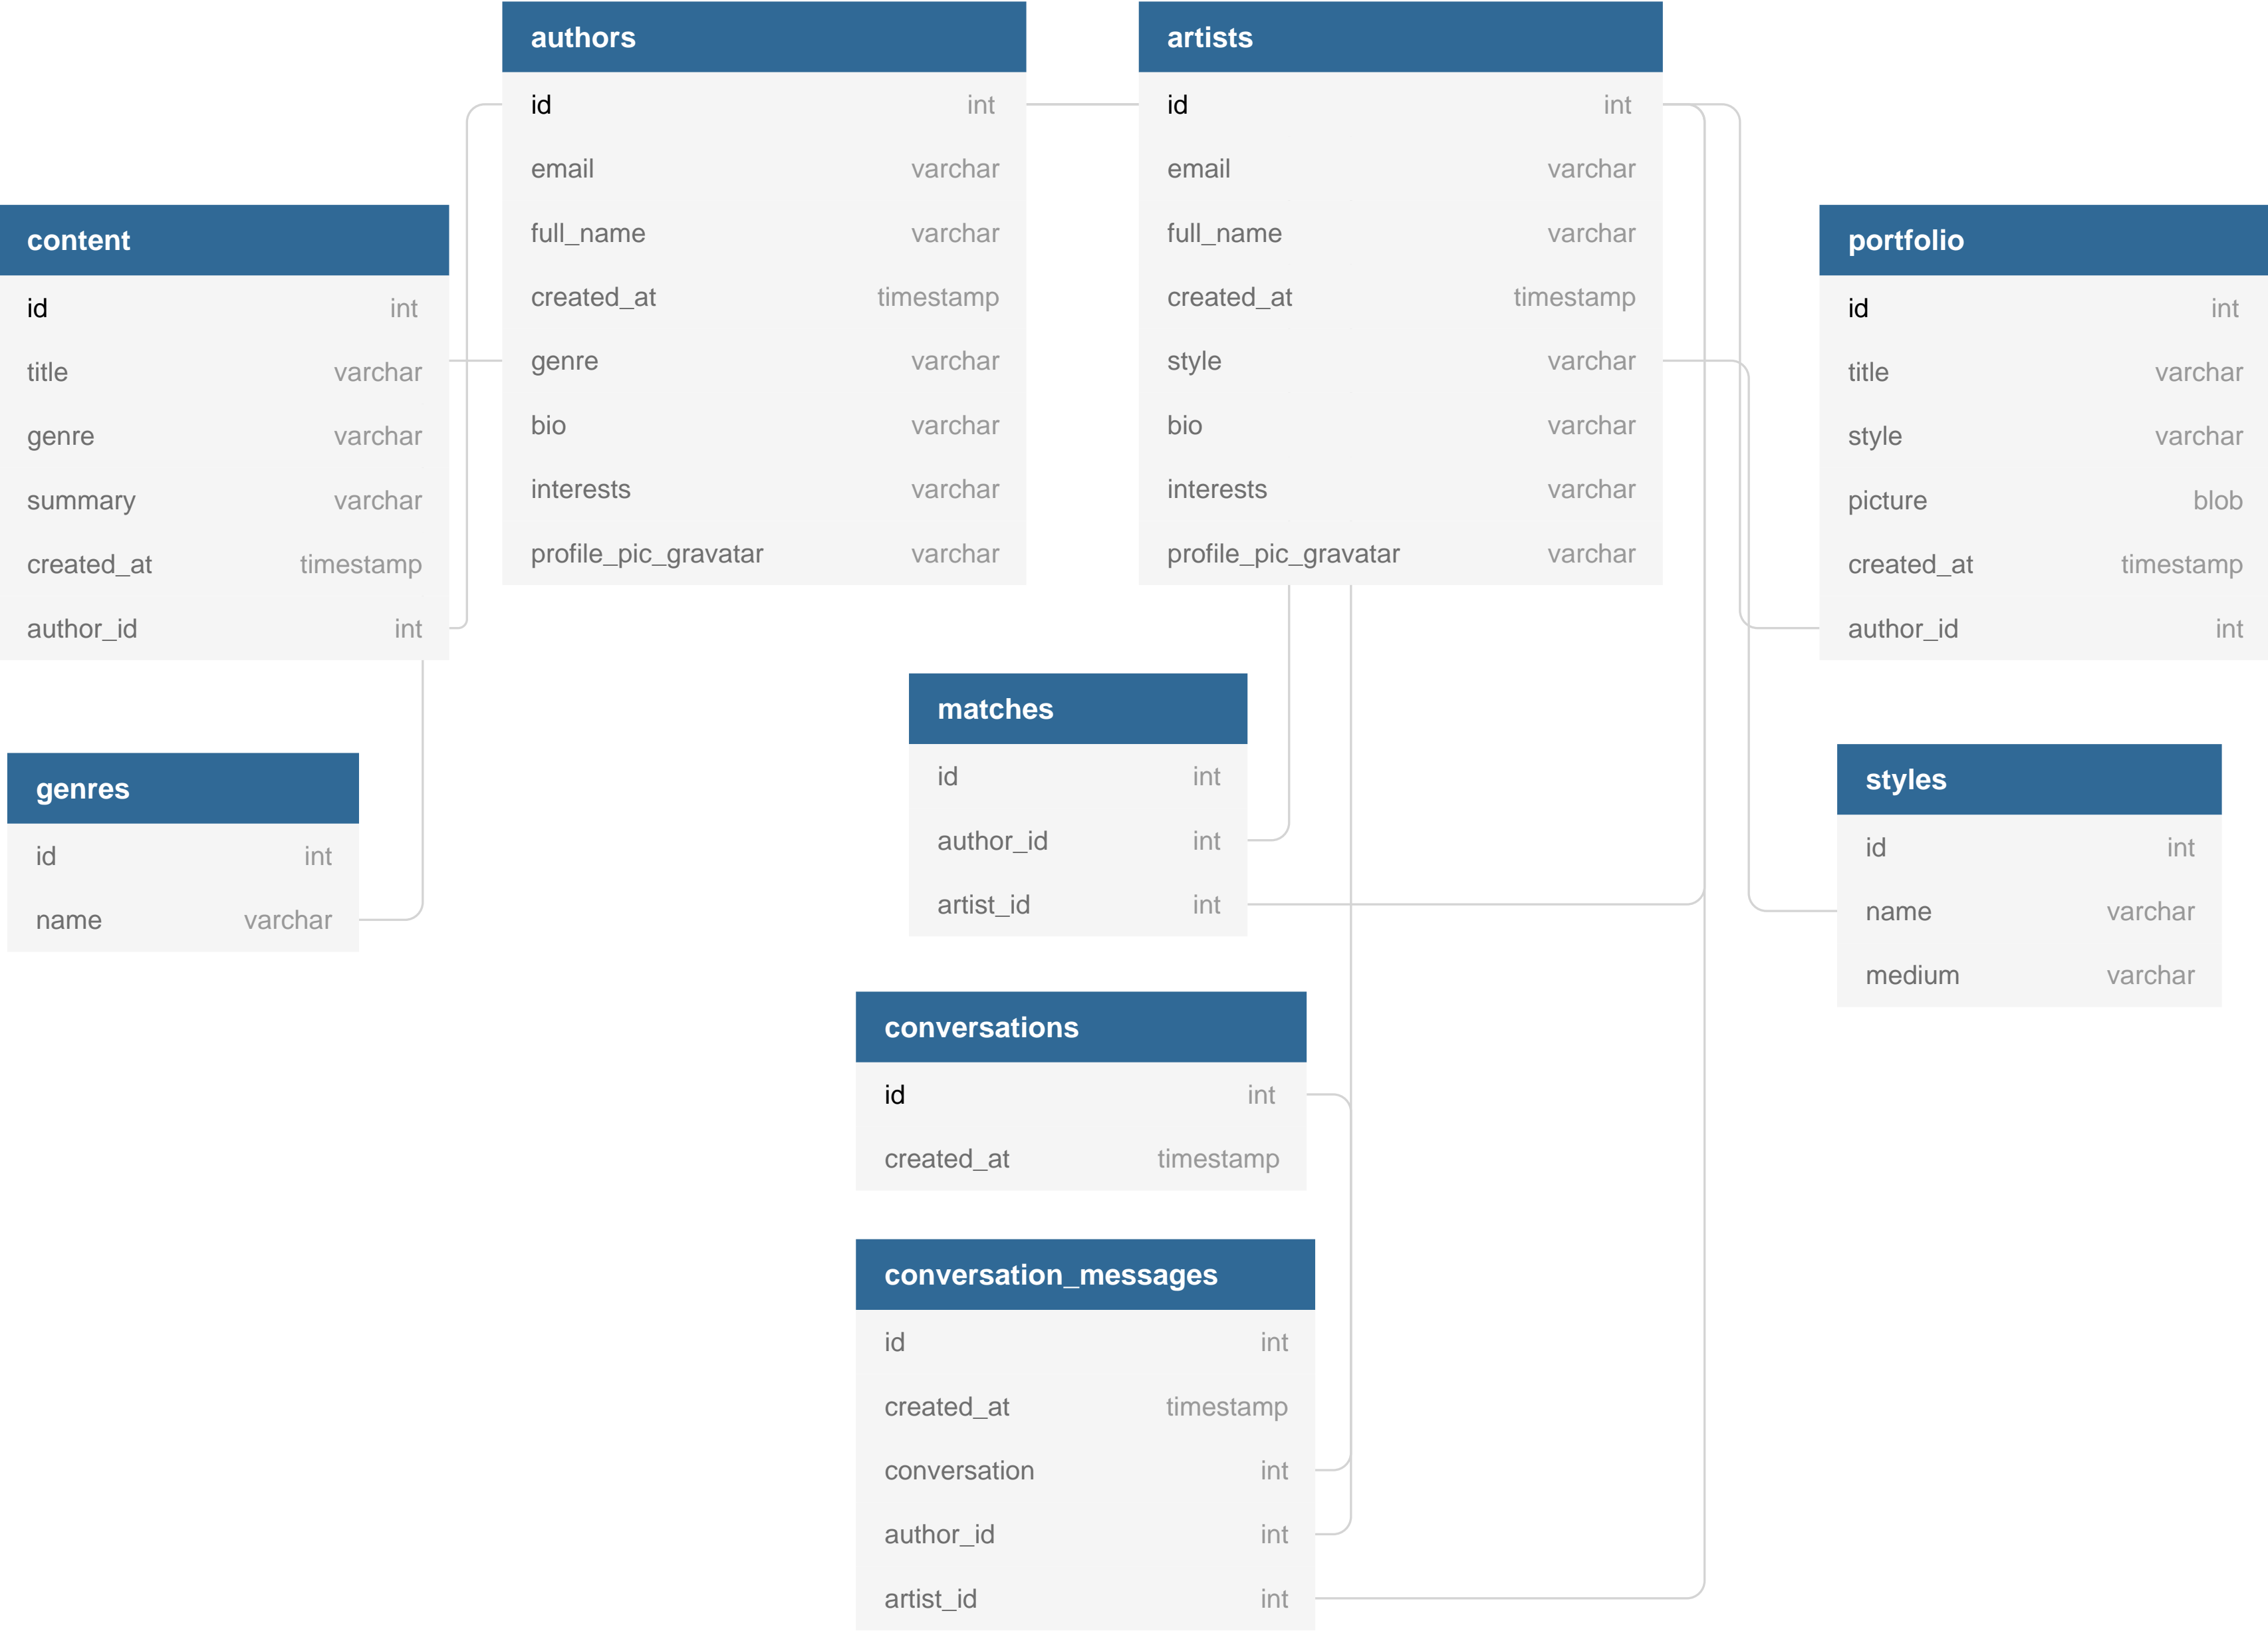 authors
id int
email varchar
full_name varchar
created_at timestamp
genre varchar
bio varchar
interests varchar
profile_pic_gravatar varchar
artists
id int
email varchar
full_name varchar
created_at timestamp
style varchar
bio varchar
interests varchar
profile_pic_gravatar varchar
content
id int
title varchar
genre varchar
summary varchar
created_at timestamp
author_id int
portfolio
id int
title varchar
style varchar
picture blob
created_at timestamp
author_id int
matches
id int
author_id int
artist_id int
genres
id int
name varchar
styles
id int
name varchar
medium varchar
conversations
id int
created_at timestamp
conversation_messages
id int
created_at timestamp
conversation int
author_id int
artist_id int